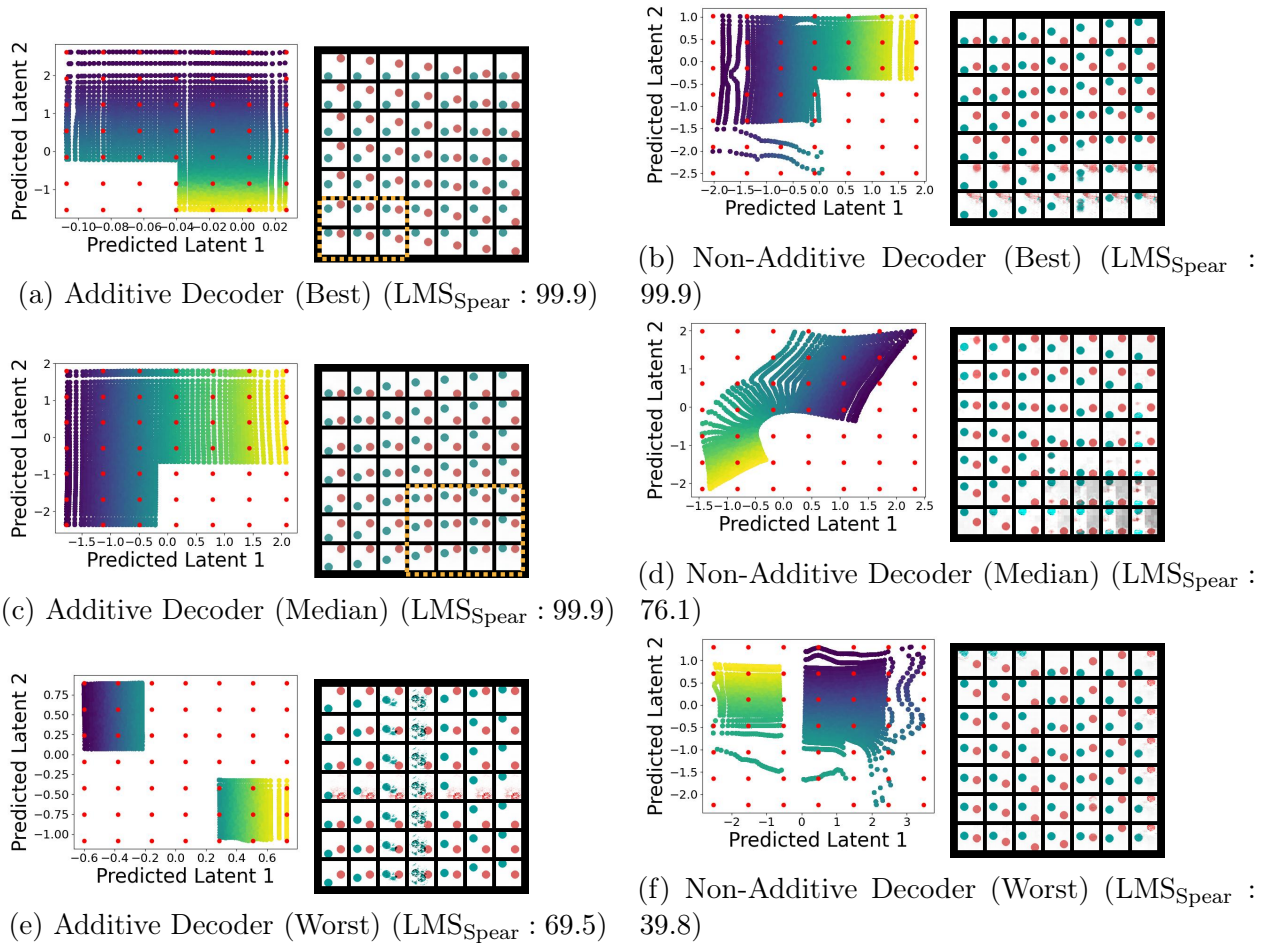 Predicted Latent 2
2
1
0
−1
−0.10 −0.08 −0.06 −0.04 −0.02 0.00 0.02
Predicted Latent 1
(a) Additive Decoder (Best) (LMS_Spear : 99.9)
Predicted Latent 2
1.0
0.5
0.0
−0.5
−1.0
−1.5
−2.0
−2.5
−2.0 −1.5 −1.0 −0.5 0.0 0.5 1.0 1.5 2.0
Predicted Latent 1
(b) Non-Additive Decoder (Best) (LMS_Spear :
99.9)
Predicted Latent 2
2
1
0
−1
−2
−1.5 −1.0 −0.5 0.0 0.5 1.0 1.5 2.0
Predicted Latent 1
(c) Additive Decoder (Median) (LMS_Spear : 99.9)
Predicted Latent 2
2
1
0
−1
−2
−1.5 −1.0 −0.5 0.0 0.5 1.0 1.5 2.0 2.5
Predicted Latent 1
(d) Non-Additive Decoder (Median) (LMS_Spear :
76.1)
Predicted Latent 2
0.75
0.50
0.25
0.00
−0.25
−0.50
−0.75
−1.00
−0.6 −0.4 −0.2 0.0 0.2 0.4 0.6
Predicted Latent 1
(e) Additive Decoder (Worst) (LMS_Spear : 69.5)
Predicted Latent 2
1.0
0.5
0.0
−0.5
−1.0
−1.5
−2.0
−2 −1 0 1 2 3
Predicted Latent 1
(f) Non-Additive Decoder (Worst) (LMS_Spear :
39.8)